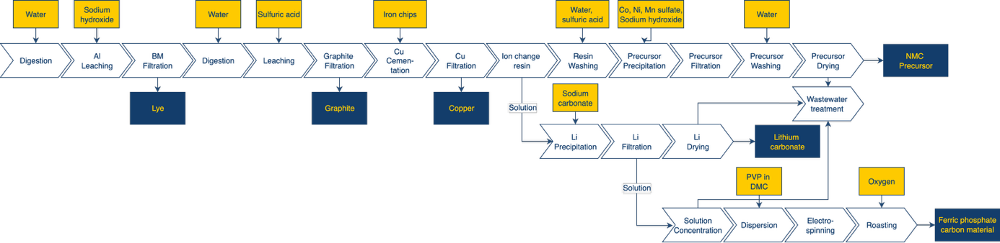 Water
Sodium
hydroxide
Water
Sulfuric acid
Iron chips
Water,
sulfuric acid
Co, Ni, Mn sulfate,
Sodium hydroxide
Water
Digestion
Al
Leaching
BM
Filtration
Digestion
Leaching
Graphite
Filtration
Cu
Cemen-
tation
Cu
Filtration
Ion change
resin
Resin
Washing
Precursor
Precipitation
Precursor
Filtration
Precursor
Washing
Precursor
Drying
NMC
Precursor
Lye
Graphite
Copper
Solution
Sodium
carbonate
Wastewater
treatment
Li
Precipitation
Li
Filtration
Li
Drying
Lithium
carbonate
Solution
PVP in
DMC
Oxygen
Solution
Concentration
Dispersion
Electro-
spinning
Roasting
Ferric phosphate
carbon material